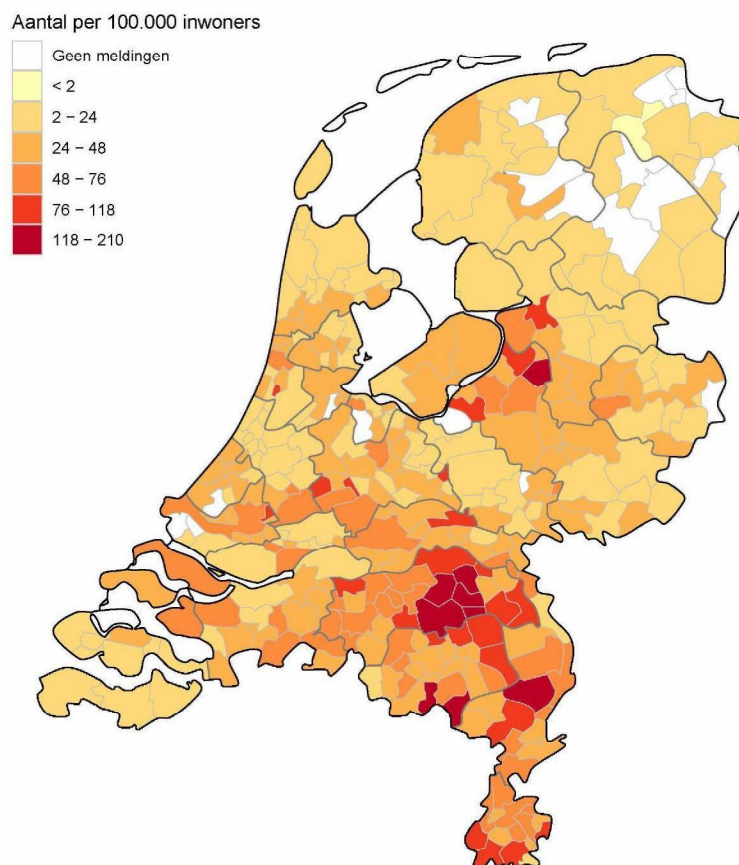 Aantal per 100.000 inwoners
Geen meldingen
< 2
2 – 24
24 – 48
48 – 76
76 – 118
118 – 210